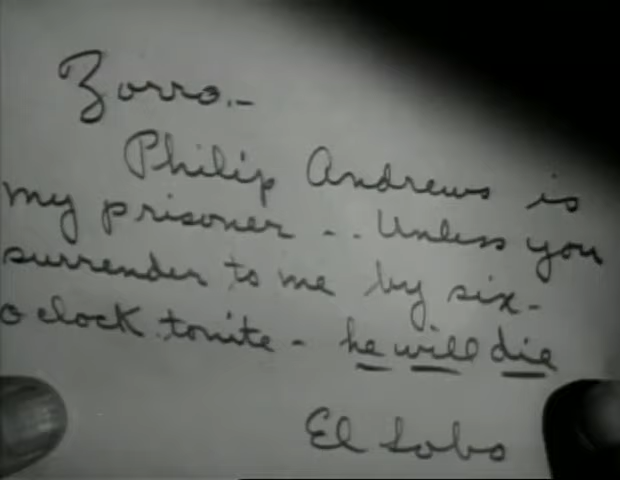 Zorro.-
Philip Andrews is
my prisoner -.. Unless you
surrender to me by six-
o'clock tonite - he will die
El Lobo